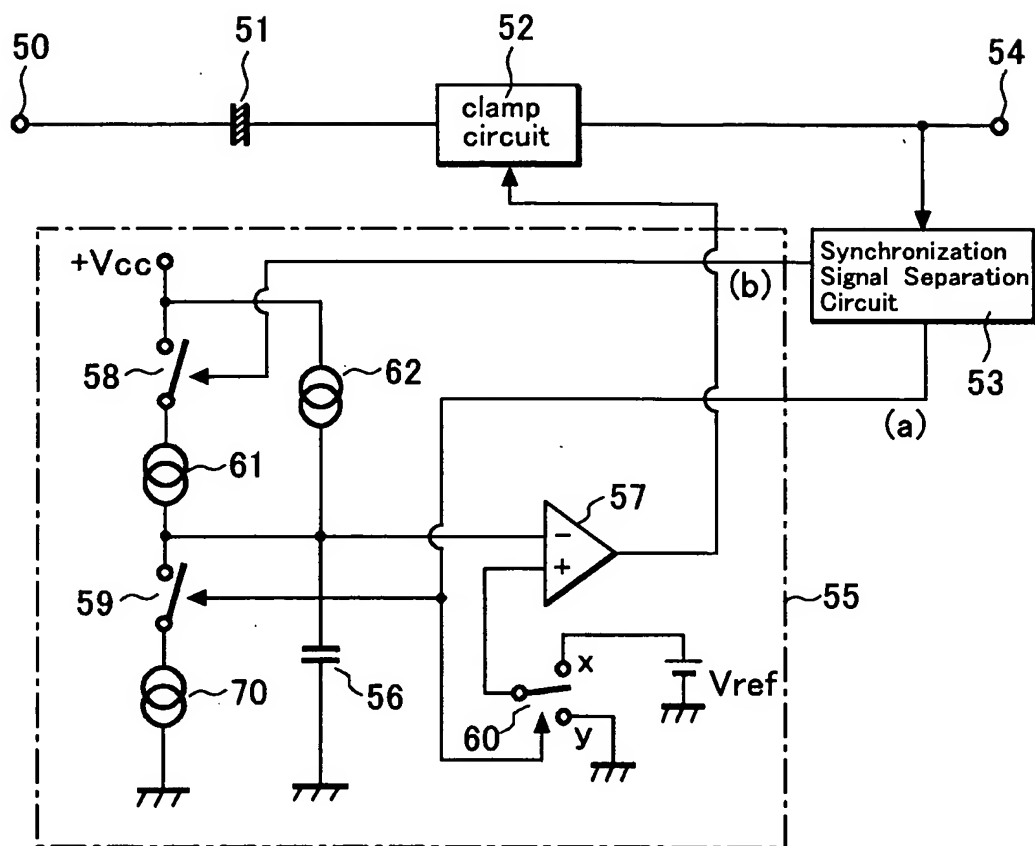 50
51
52
54
clamp
circuit
+Vcc
(b)
Synchronization
Signal Separation
Circuit
58
62
53
(a)
61
57
-
+
59
55
70
56
x
Vref
60
y